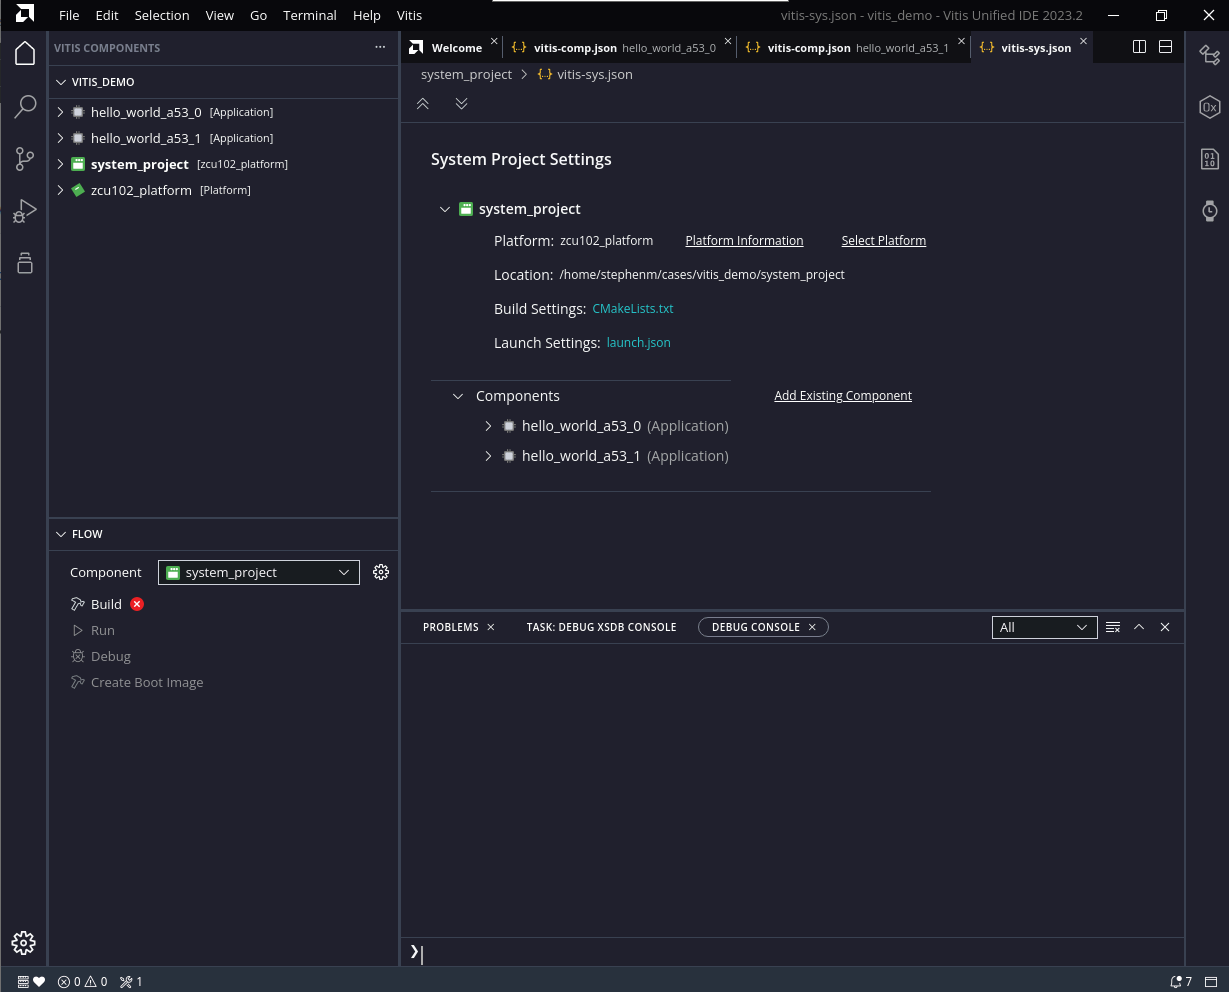 File Edit Selection View Go Terminal Help Vitis
vitis-sys.json - vitis_demo - Vitis Unified IDE 2023.2
VITIS COMPONENTS
VITIS_DEMO
hello_world_a53_0 [Application]
hello_world_a53_1 [Application]
system_project [zcu102_platform]
zcu102_platform [Platform]
FLOW
Component system_project
Build
Run
Debug
Create Boot Image
Welcome
vitis-comp.json hello_world_a53_0
vitis-comp.json hello_world_a53_1
vitis-sys.json
system_project > vitis-sys.json
System Project Settings
system_project
Platform: zcu102_platform Platform Information Select Platform
Location: /home/stephenm/cases/vitis_demo/system_project
Build Settings: CMakeLists.txt
Launch Settings: launch.json
Components Add Existing Component
hello_world_a53_0 (Application)
hello_world_a53_1 (Application)
PROBLEMS TASK: DEBUG XSDB CONSOLE DEBUG CONSOLE All
0x
01
10
0 0 1
7